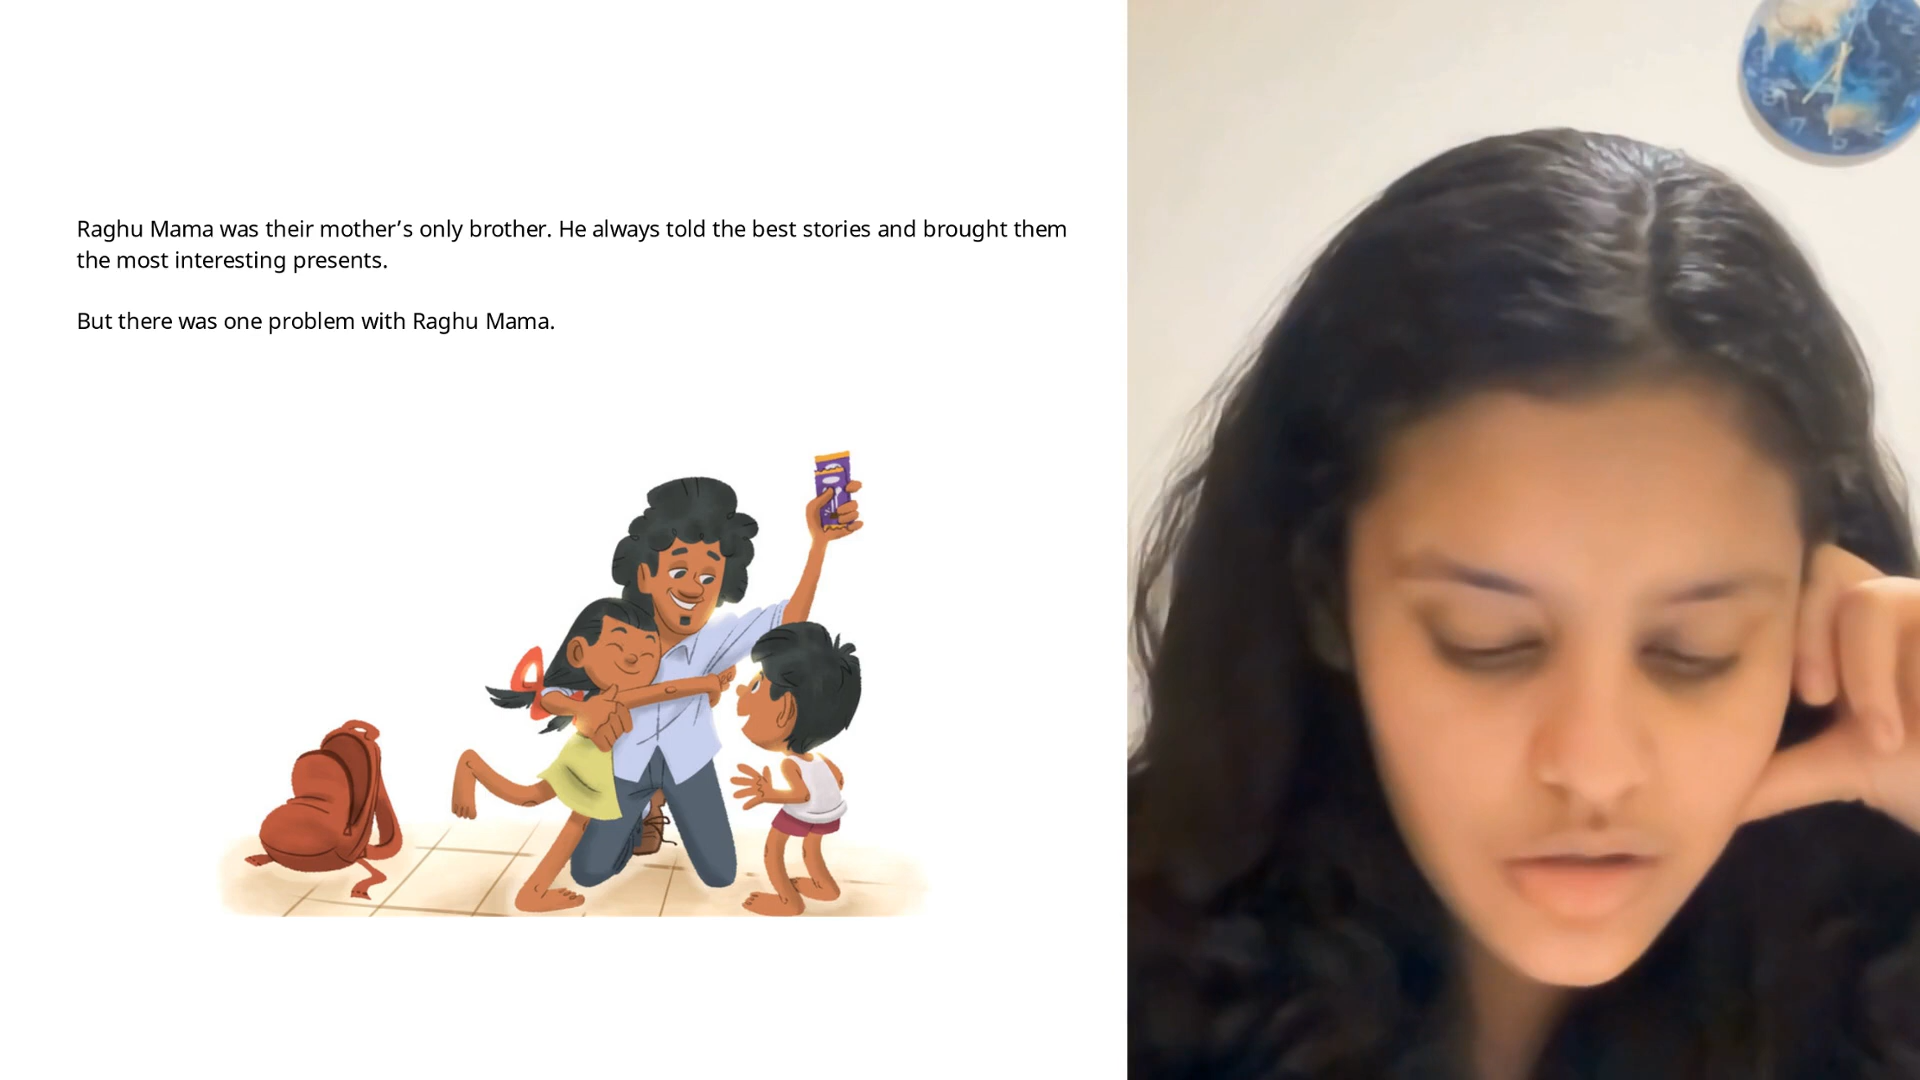 Raghu Mama was their mother’s only brother. He always told the best stories and brought them
the most interesting presents.
But there was one problem with Raghu Mama.